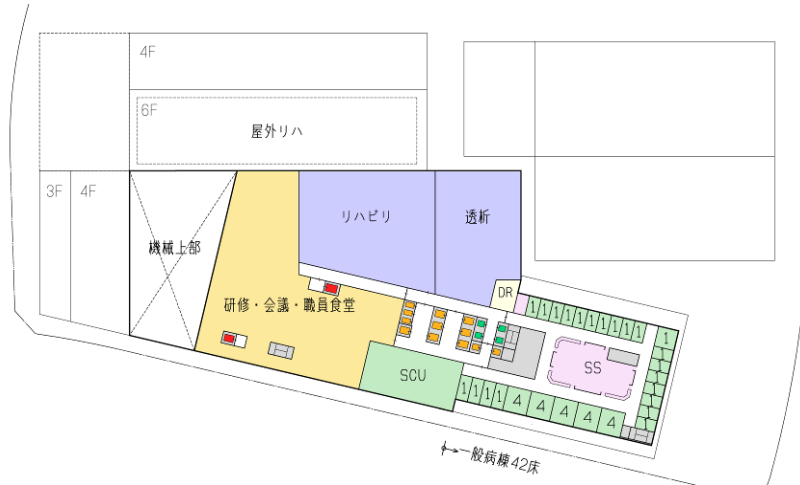 4F
6F
屋外リハ
3F
4F
機械上部
リハビリ
透析
DR
研修・会議・職員食堂
SCU
SS
1 1 1 1 1 1 1 1 1 1
1
1 1 1 1 4 4 4 4 4
一般病棟42床